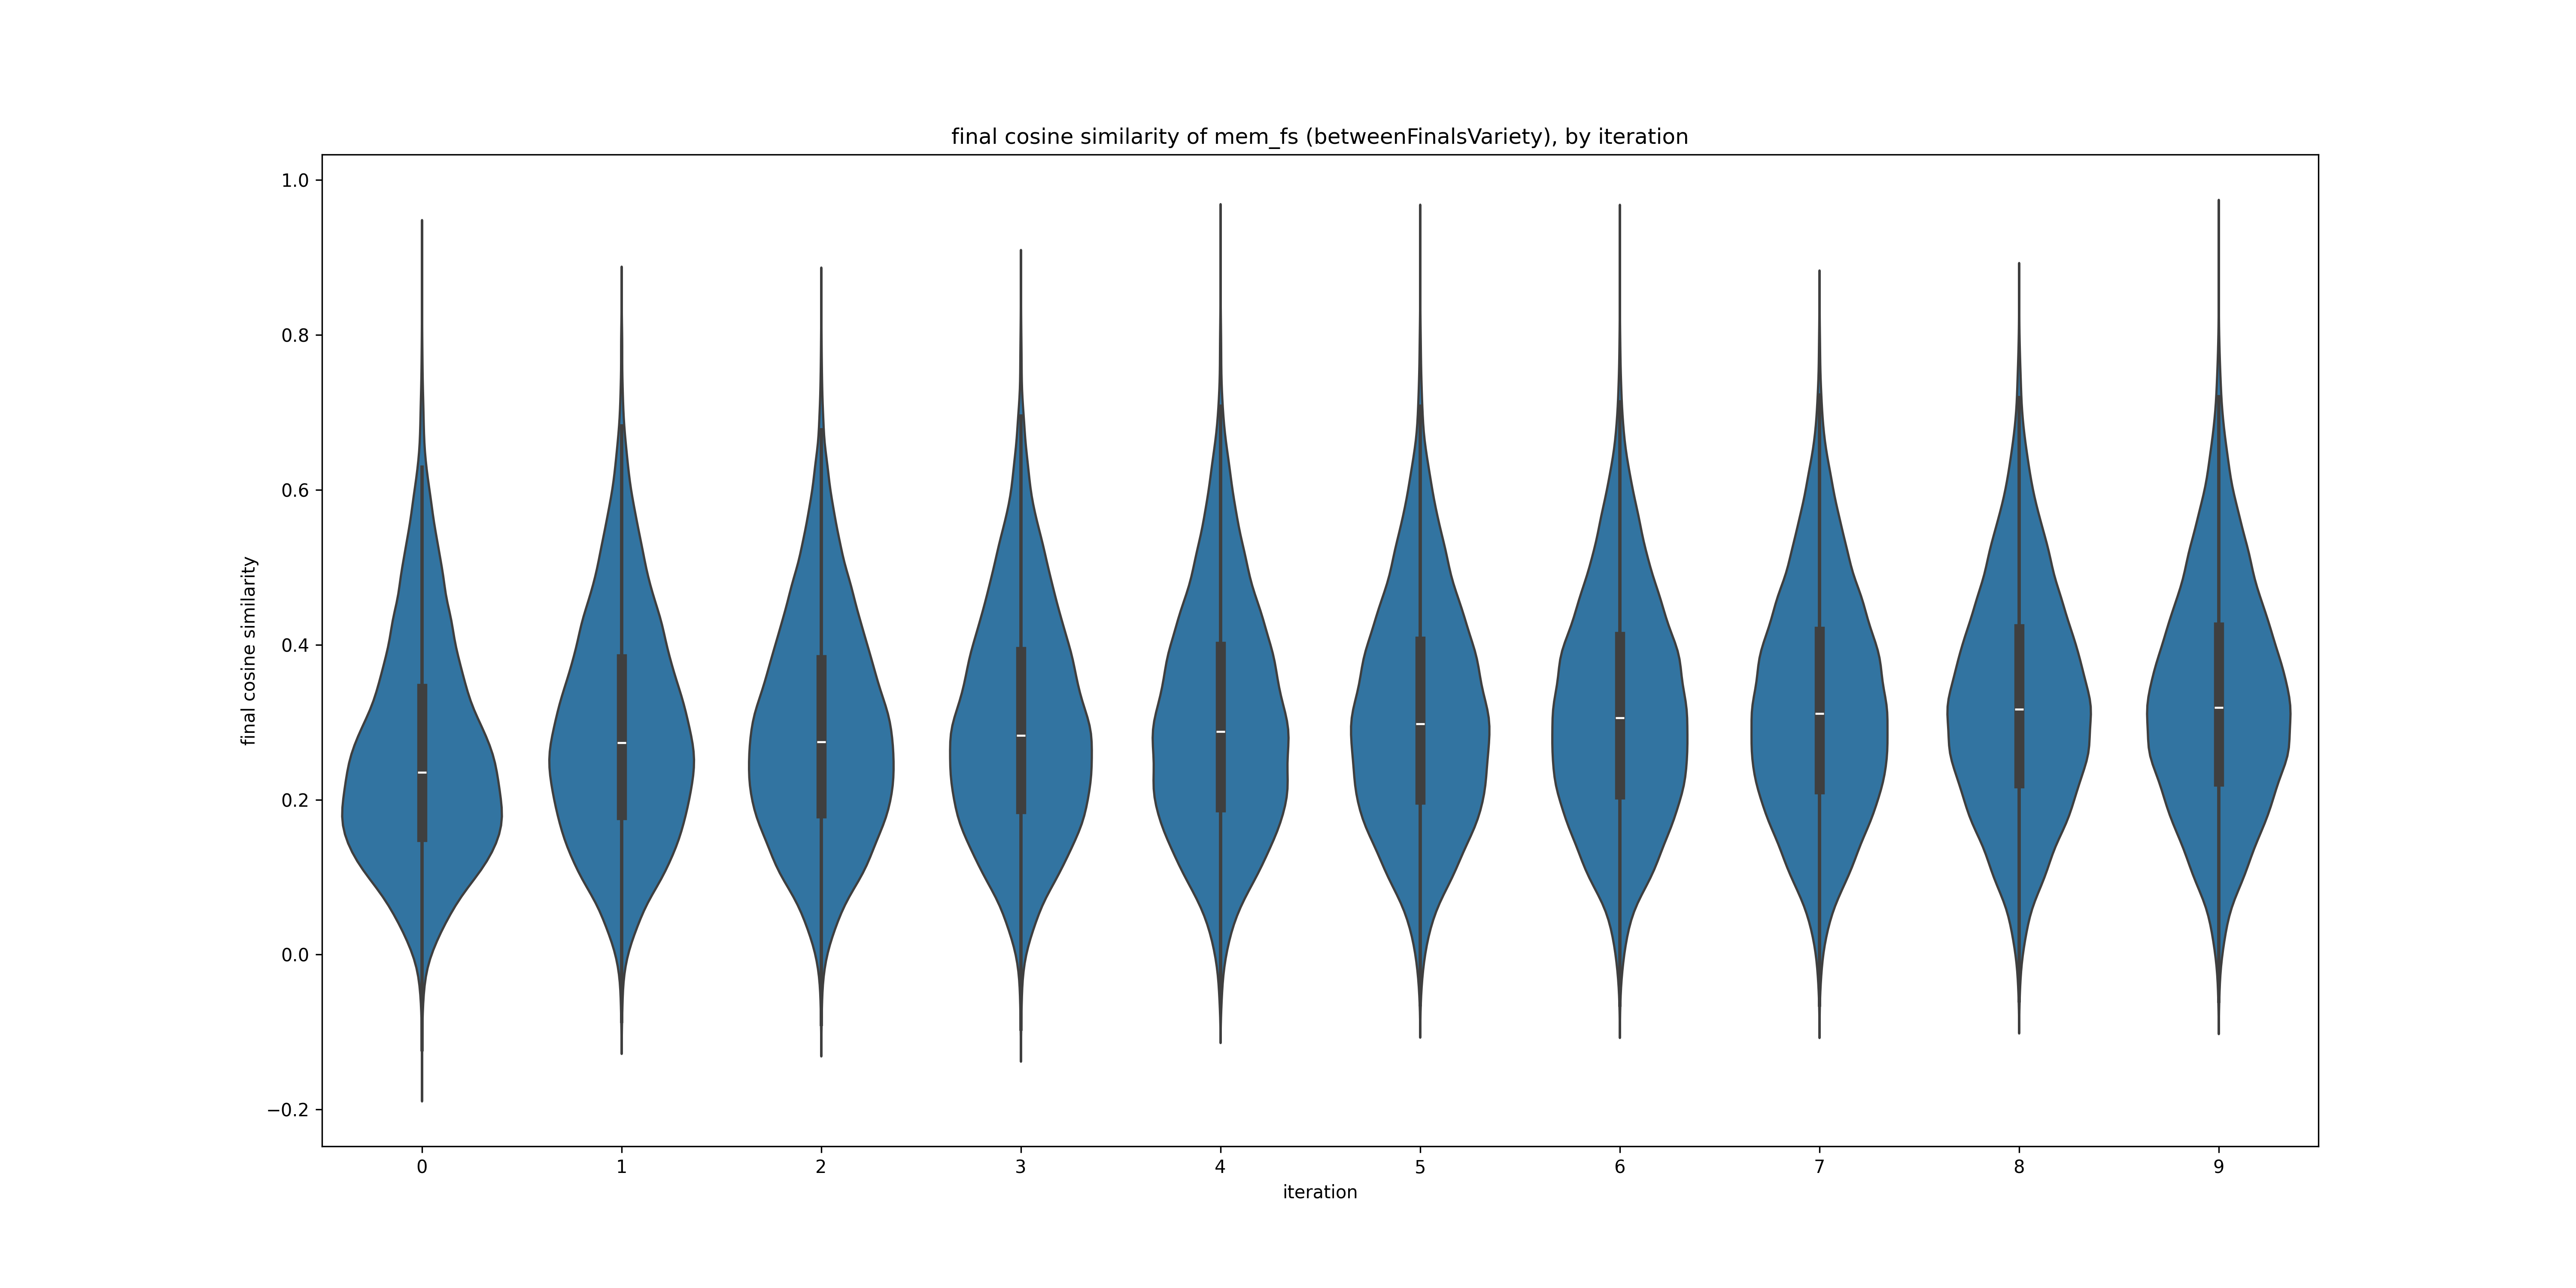 final cosine similarity of mem_fs (betweenFinalsVariety), by iteration
1.0
0.8
0.6
0.4
0.2
0.0
−0.2
final cosine similarity
0 1 2 3 4 5 6 7 8 9
iteration